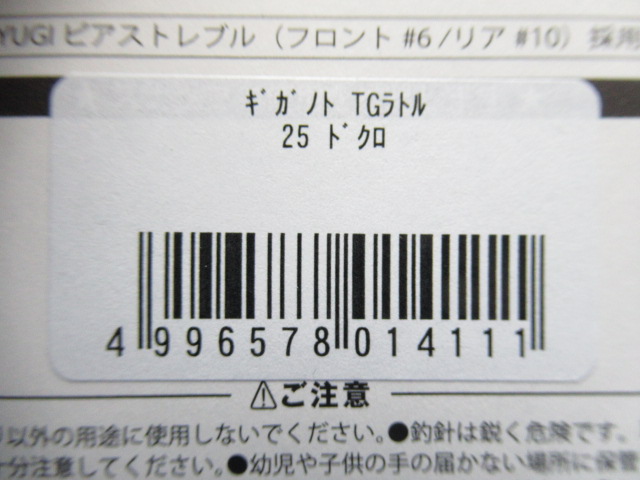 YUGI ピアストレブル（フロント #6 /リア #10）採用
ｷﾞｶﾞﾉﾄ TGﾗﾄﾙ
25 ﾄﾞｸﾛ
4 996578 014111
⚠ご注意
以外の用途に使用しないでください。●釣針は鋭く危険です。
十分注意してください。●幼児や子供の手の届かない場所に保管